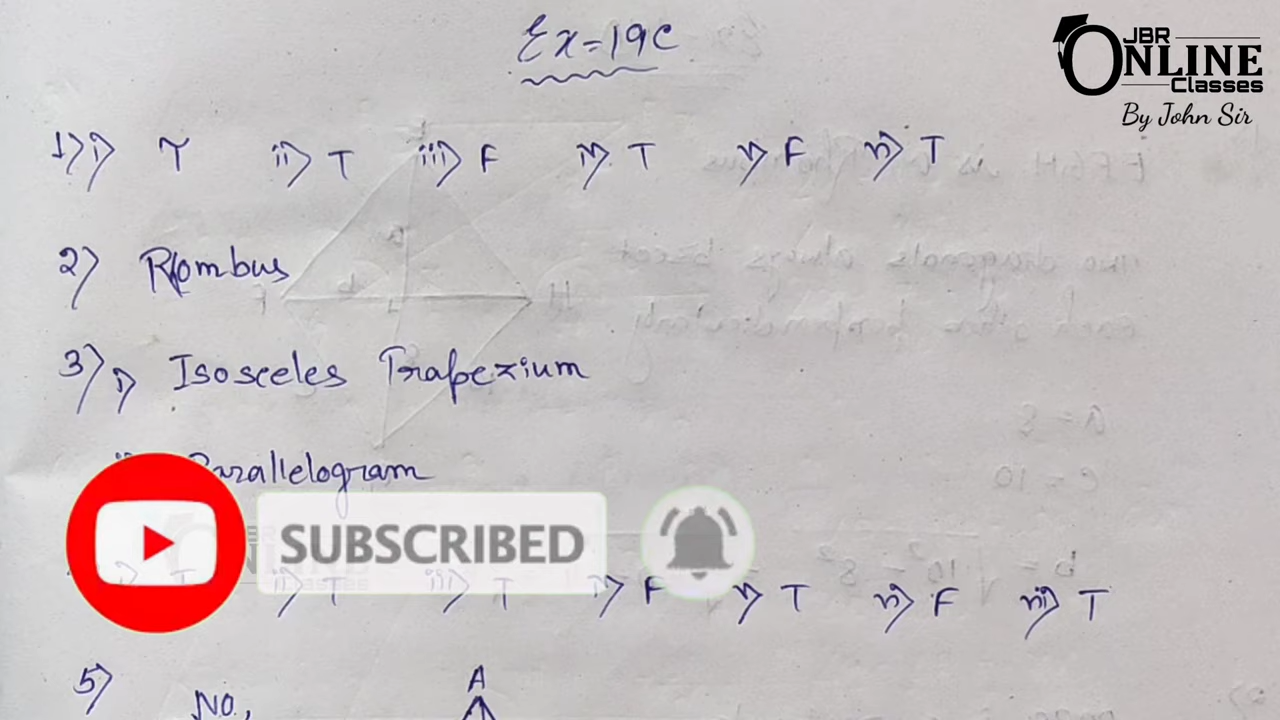 Ex=19C
JBR
ONLINE
Classes
By John Sir
1) i) T ii) T iii) F iv) T v) F vi) T
2) Rhombus
3) i) Isosceles Trapezium
Parallelogram
SUBSCRIBED
ii) T iii) T iv) F v) T vi) F vii) T
5) NO,
A